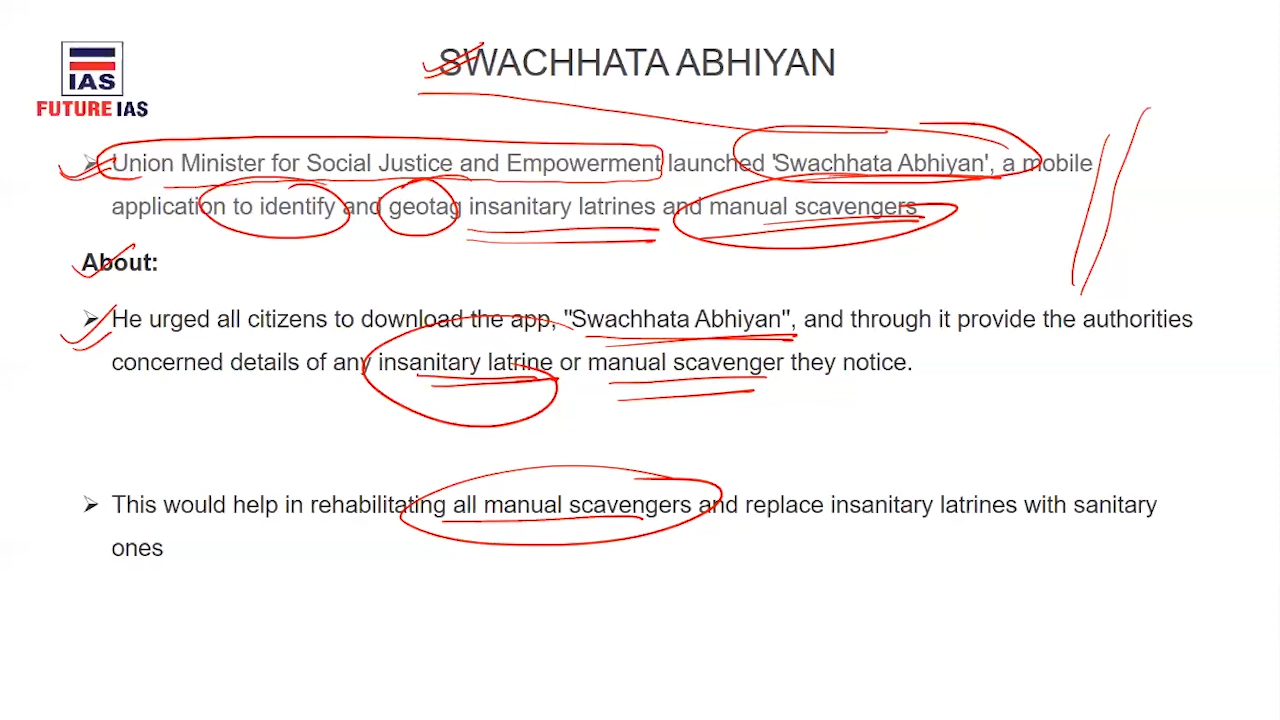 SWACHHATA ABHIYAN
IAS
FUTURE IAS
➢ Union Minister for Social Justice and Empowerment launched 'Swachhata Abhiyan', a mobile
application to identify and geotag insanitary latrines and manual scavengers
About:
➢ He urged all citizens to download the app, "Swachhata Abhiyan", and through it provide the authorities
concerned details of any insanitary latrine or manual scavenger they notice.
➢ This would help in rehabilitating all manual scavengers and replace insanitary latrines with sanitary
ones